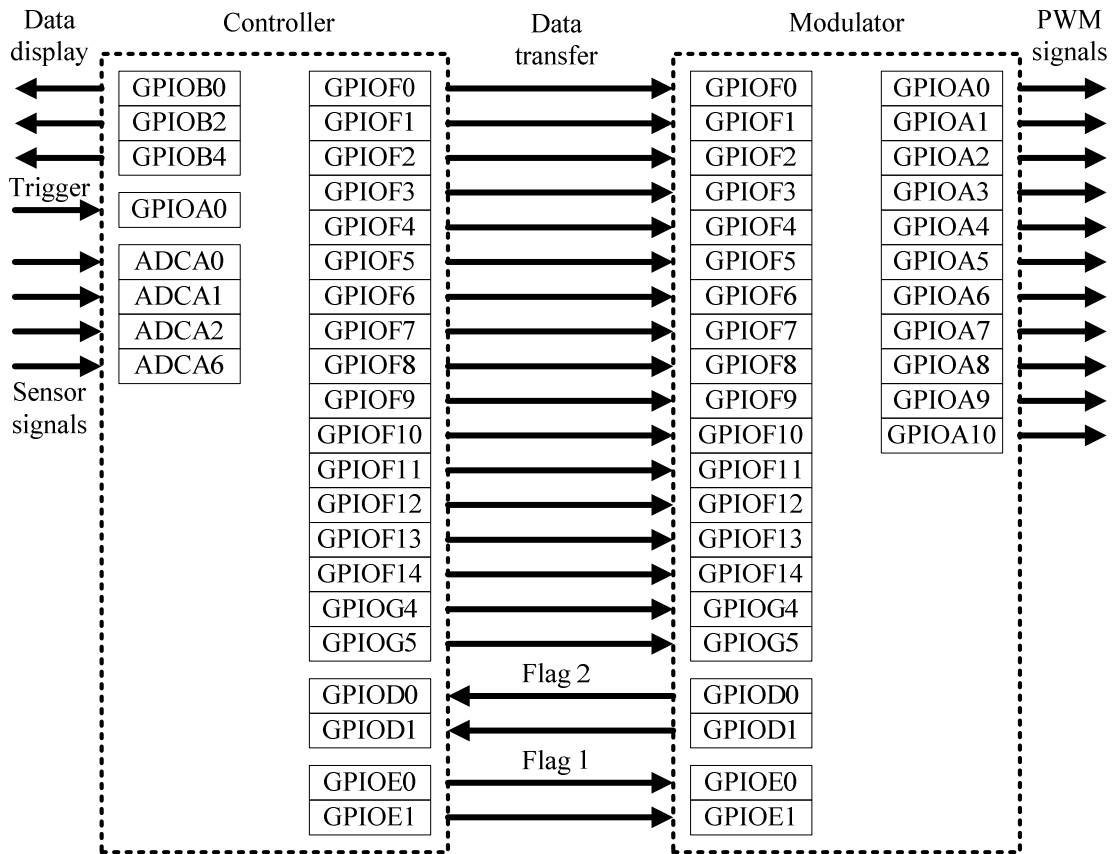 Data
display
Controller
Data
transfer
Modulator
PWM
signals
GPIOB0
GPIOB2
GPIOB4
Trigger
GPIOA0
ADCA0
ADCA1
ADCA2
ADCA6
Sensor
signals
GPIOF0
GPIOF1
GPIOF2
GPIOF3
GPIOF4
GPIOF5
GPIOF6
GPIOF7
GPIOF8
GPIOF9
GPIOF10
GPIOF11
GPIOF12
GPIOF13
GPIOF14
GPIOG4
GPIOG5
GPIOD0
GPIOD1
GPIOE0
GPIOE1
Flag 2
Flag 1
GPIOF0
GPIOF1
GPIOF2
GPIOF3
GPIOF4
GPIOF5
GPIOF6
GPIOF7
GPIOF8
GPIOF9
GPIOF10
GPIOF11
GPIOF12
GPIOF13
GPIOF14
GPIOG4
GPIOG5
GPIOD0
GPIOD1
GPIOE0
GPIOE1
GPIOA0
GPIOA1
GPIOA2
GPIOA3
GPIOA4
GPIOA5
GPIOA6
GPIOA7
GPIOA8
GPIOA9
GPIOA10